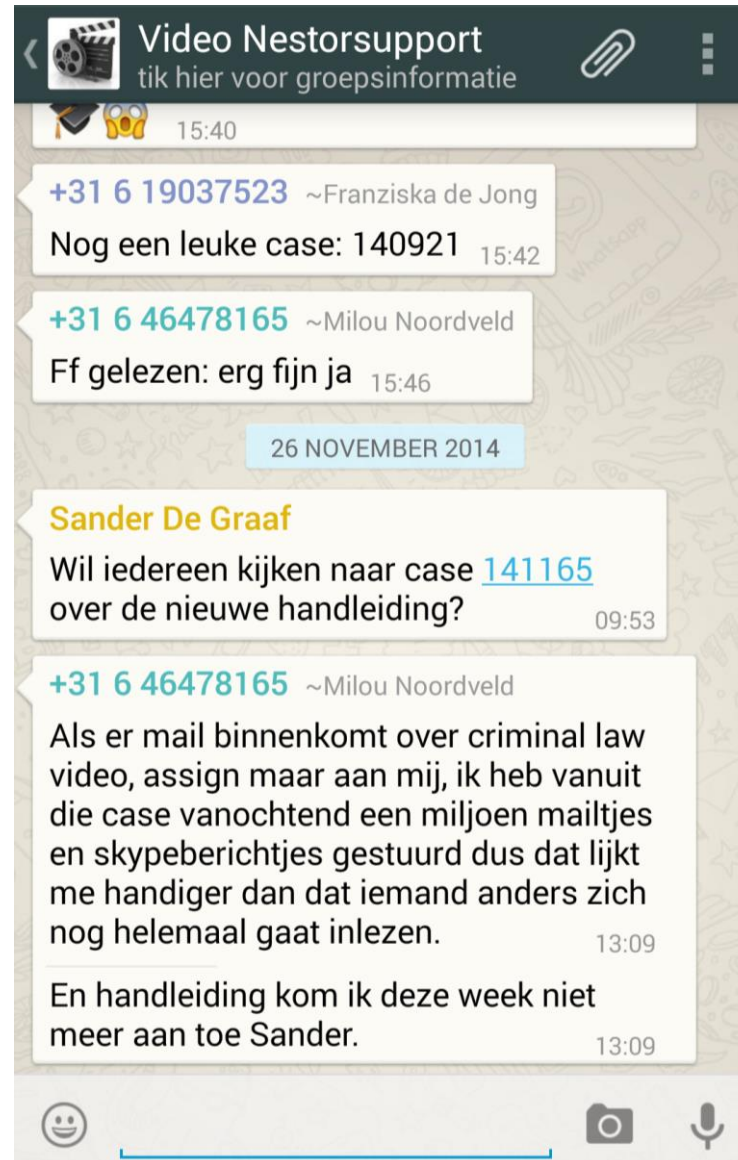 Video Nestorsupport
tik hier voor groepsinformatie
15:40
+31 6 19037523 ~Franziska de Jong
Nog een leuke case: 140921 15:42
+31 6 46478165 ~Milou Noordveld
Ff gelezen: erg fijn ja 15:46
26 NOVEMBER 2014
Sander De Graaf
Wil iedereen kijken naar case 141165
over de nieuwe handleiding? 09:53
+31 6 46478165 ~Milou Noordveld
Als er mail binnenkomt over criminal law
video, assign maar aan mij, ik heb vanuit
die case vanochtend een miljoen mailtjes
en skypeberichtjes gestuurd dus dat lijkt
me handiger dan dat iemand anders zich
nog helemaal gaat inlezen. 13:09
En handleiding kom ik deze week niet
meer aan toe Sander. 13:09